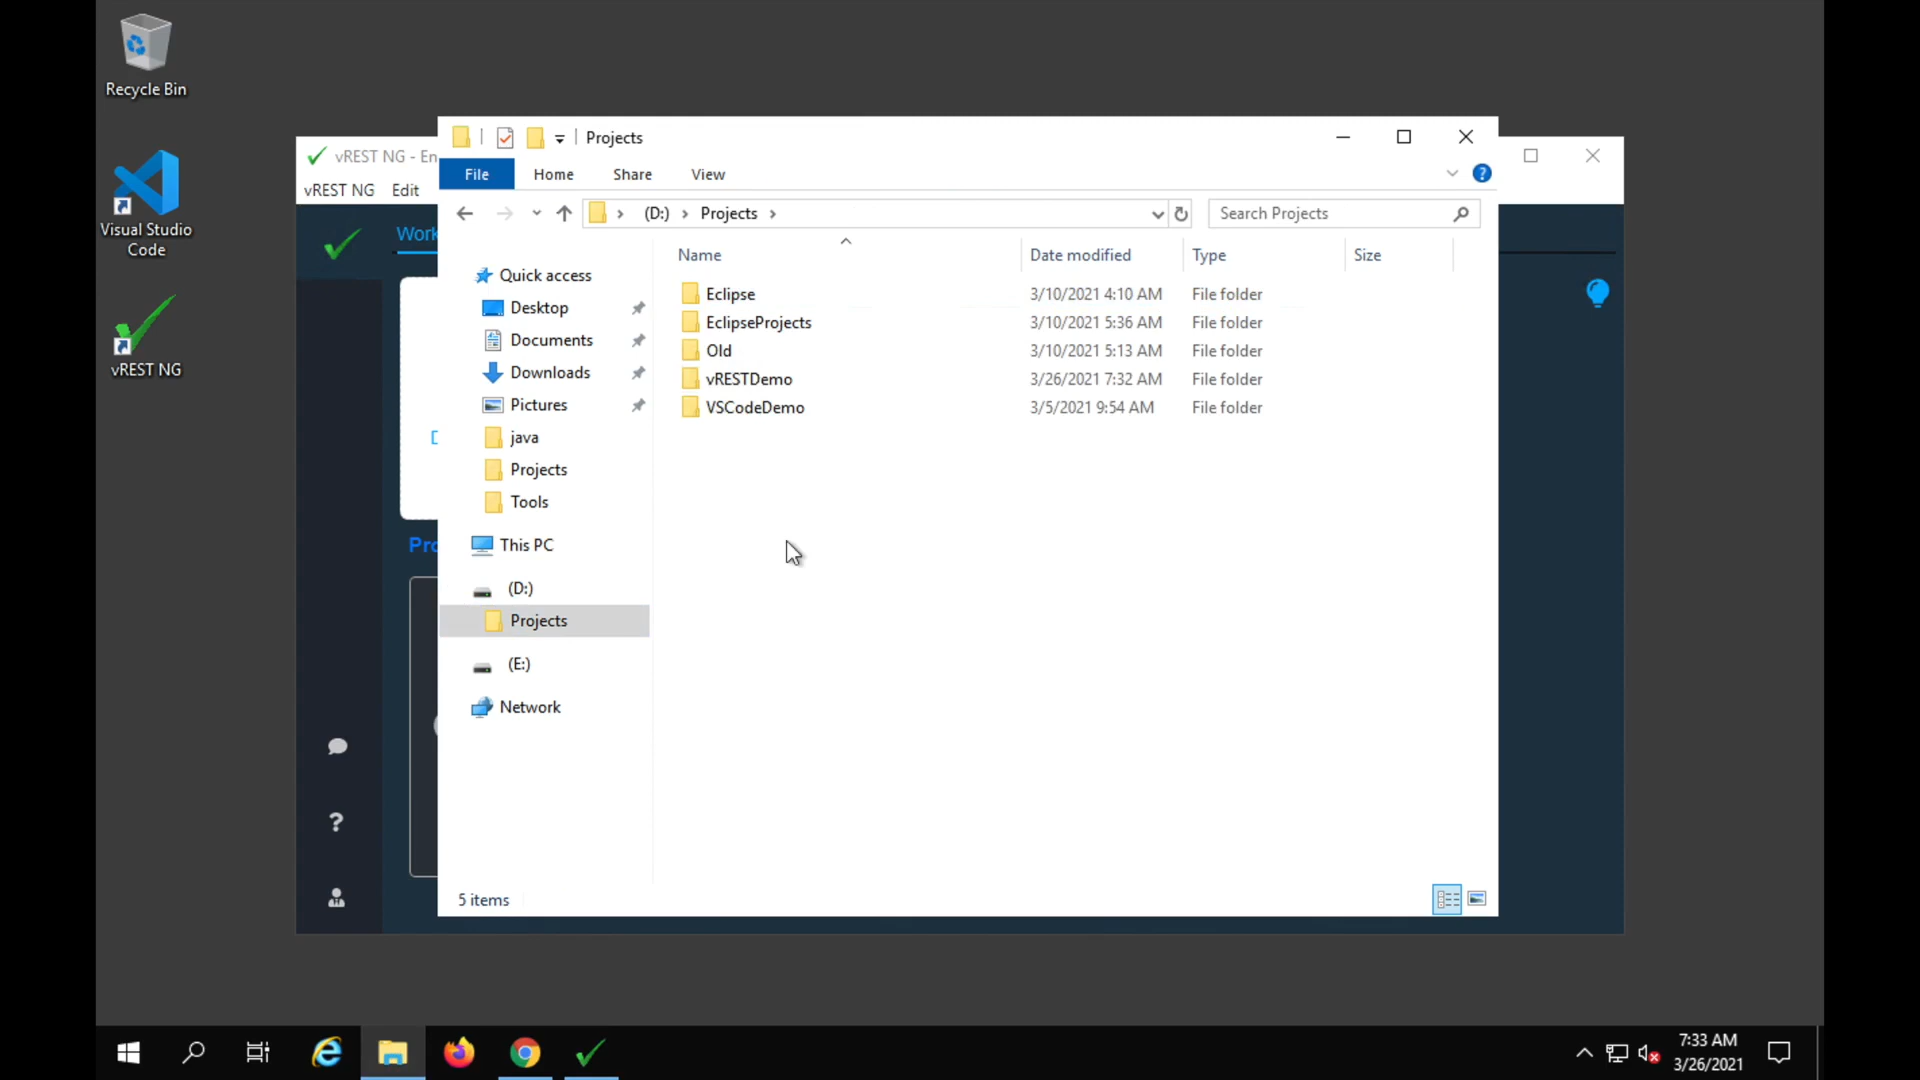 Recycle Bin
Visual Studio
Code
vREST NG
vREST NG - En
vREST NG Edit
Work
Pro
Projects
File Home Share View
(D:) Projects
Search Projects
Name Date modified Type Size
Eclipse 3/10/2021 4:10 AM File folder
EclipseProjects 3/10/2021 5:36 AM File folder
Old 3/10/2021 5:13 AM File folder
vRESTDemo 3/26/2021 7:32 AM File folder
VSCodeDemo 3/5/2021 9:54 AM File folder
Quick access
Desktop
Documents
Downloads
Pictures
java
Projects
Tools
This PC
(D:)
Projects
(E:)
Network
5 items
7:33 AM
3/26/2021